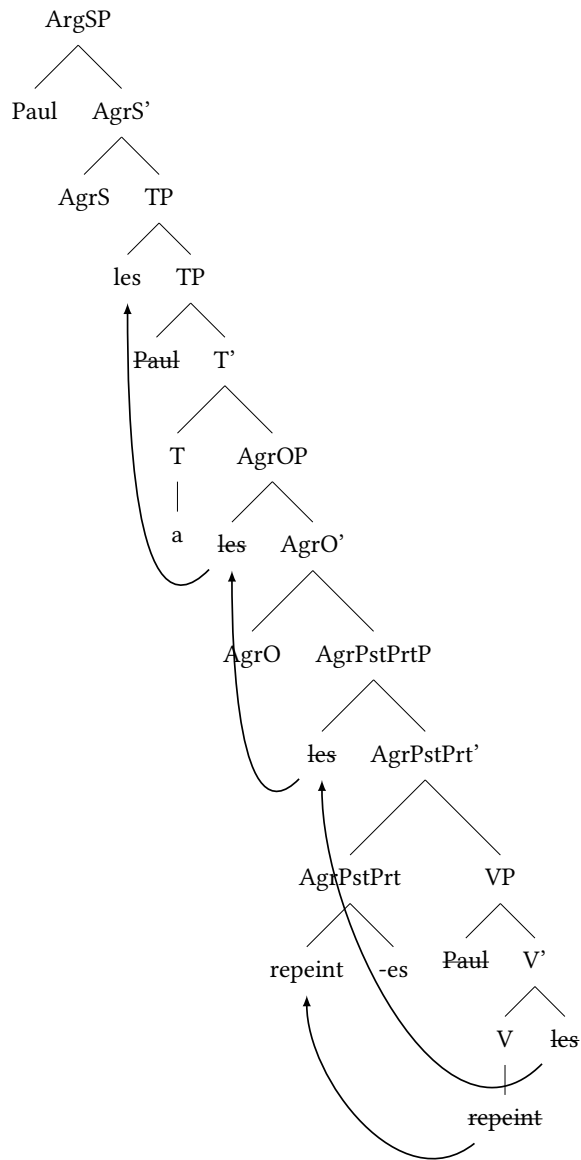 ArgSP
Paul AgrS’
AgrS TP
les TP
Paul T’
T AgrOP
a les AgrO’
AgrO AgrPstPrtP
les AgrPstPrt’
AgrPstPrt VP
repeint -es Paul V’
V les
repeint